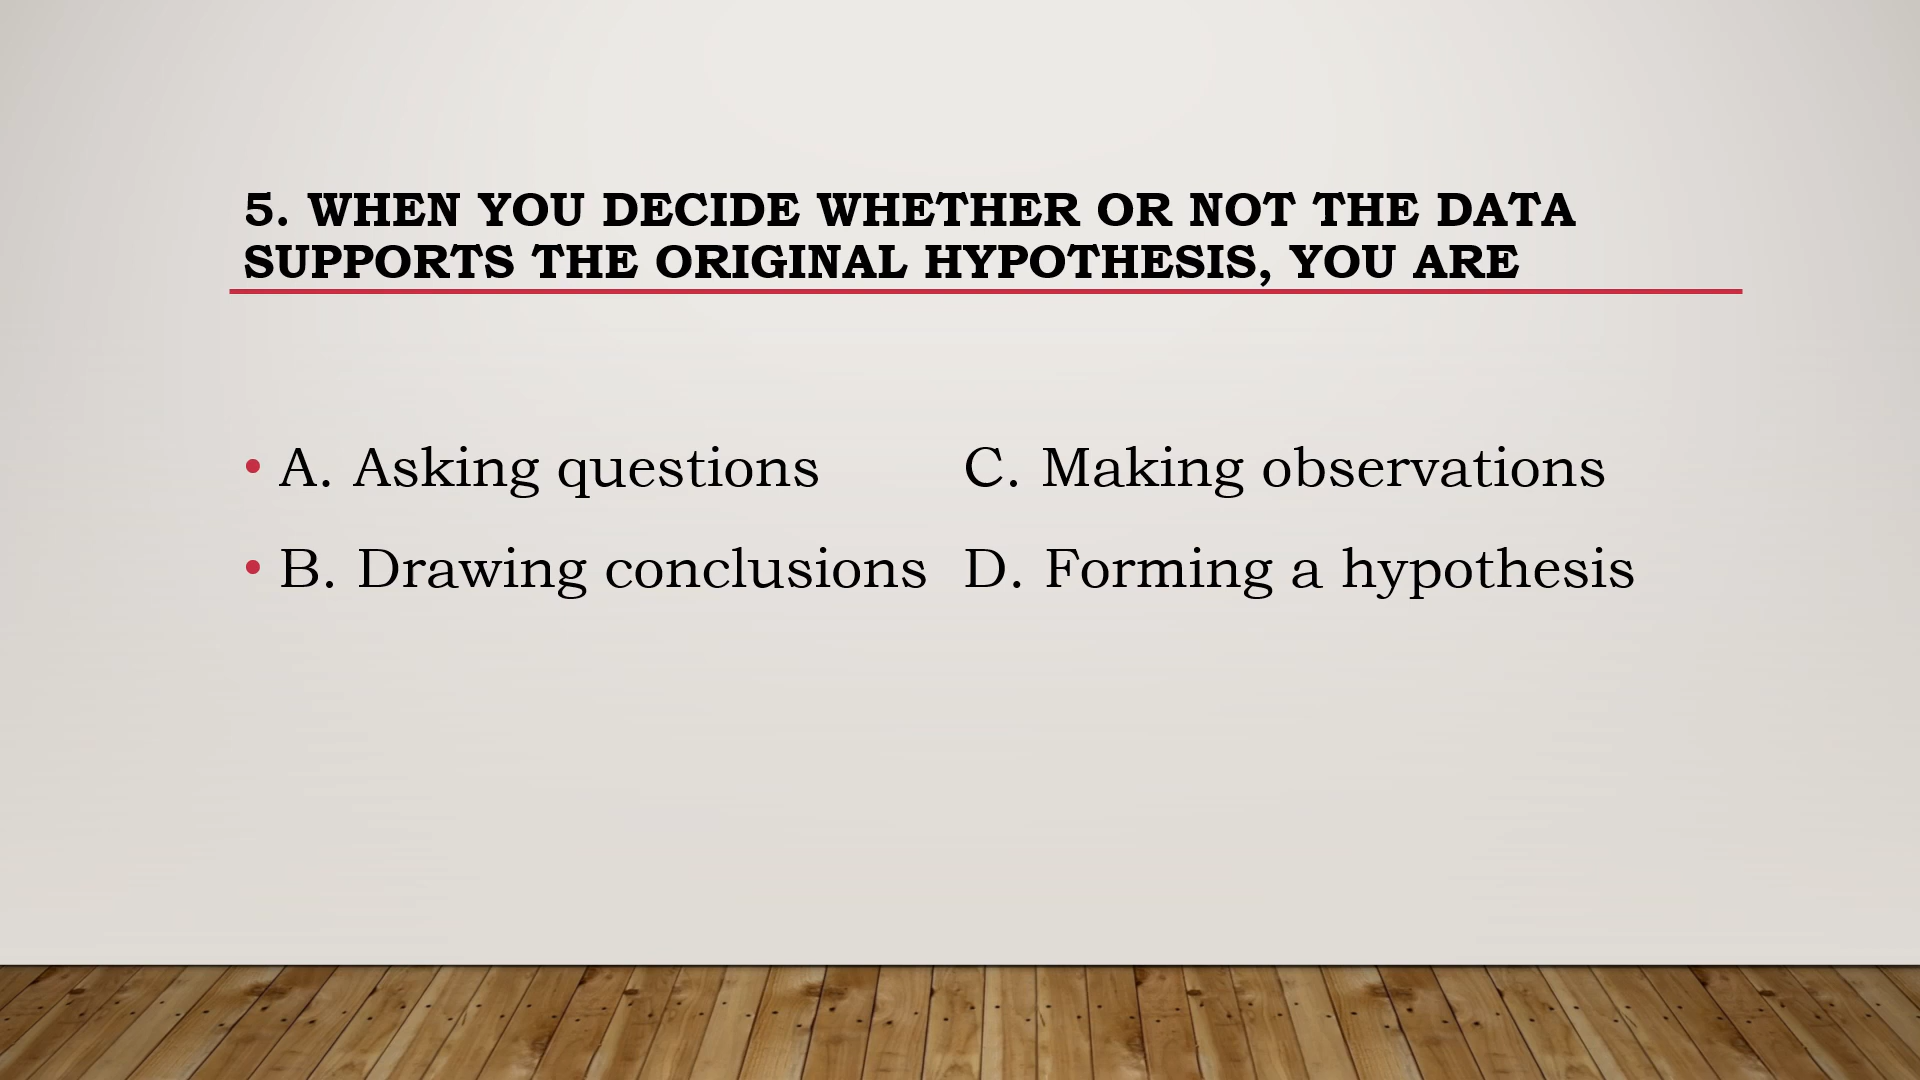 5. WHEN YOU DECIDE WHETHER OR NOT THE DATA
SUPPORTS THE ORIGINAL HYPOTHESIS, YOU ARE
• A. Asking questions C. Making observations
• B. Drawing conclusions D. Forming a hypothesis